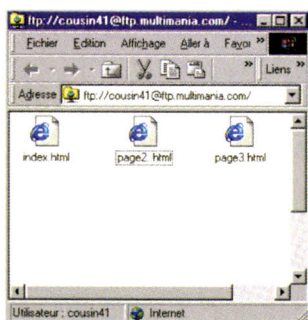 ftp://cousin41@ftp.multimania.com/ - ...
Fichier Edition Affichage Aller à Favoi »
» Liens »
Adresse ftp://cousin41@ftp.multimania.com/
index.html page2.html page3.html
Utilisateur : cousin41 Internet